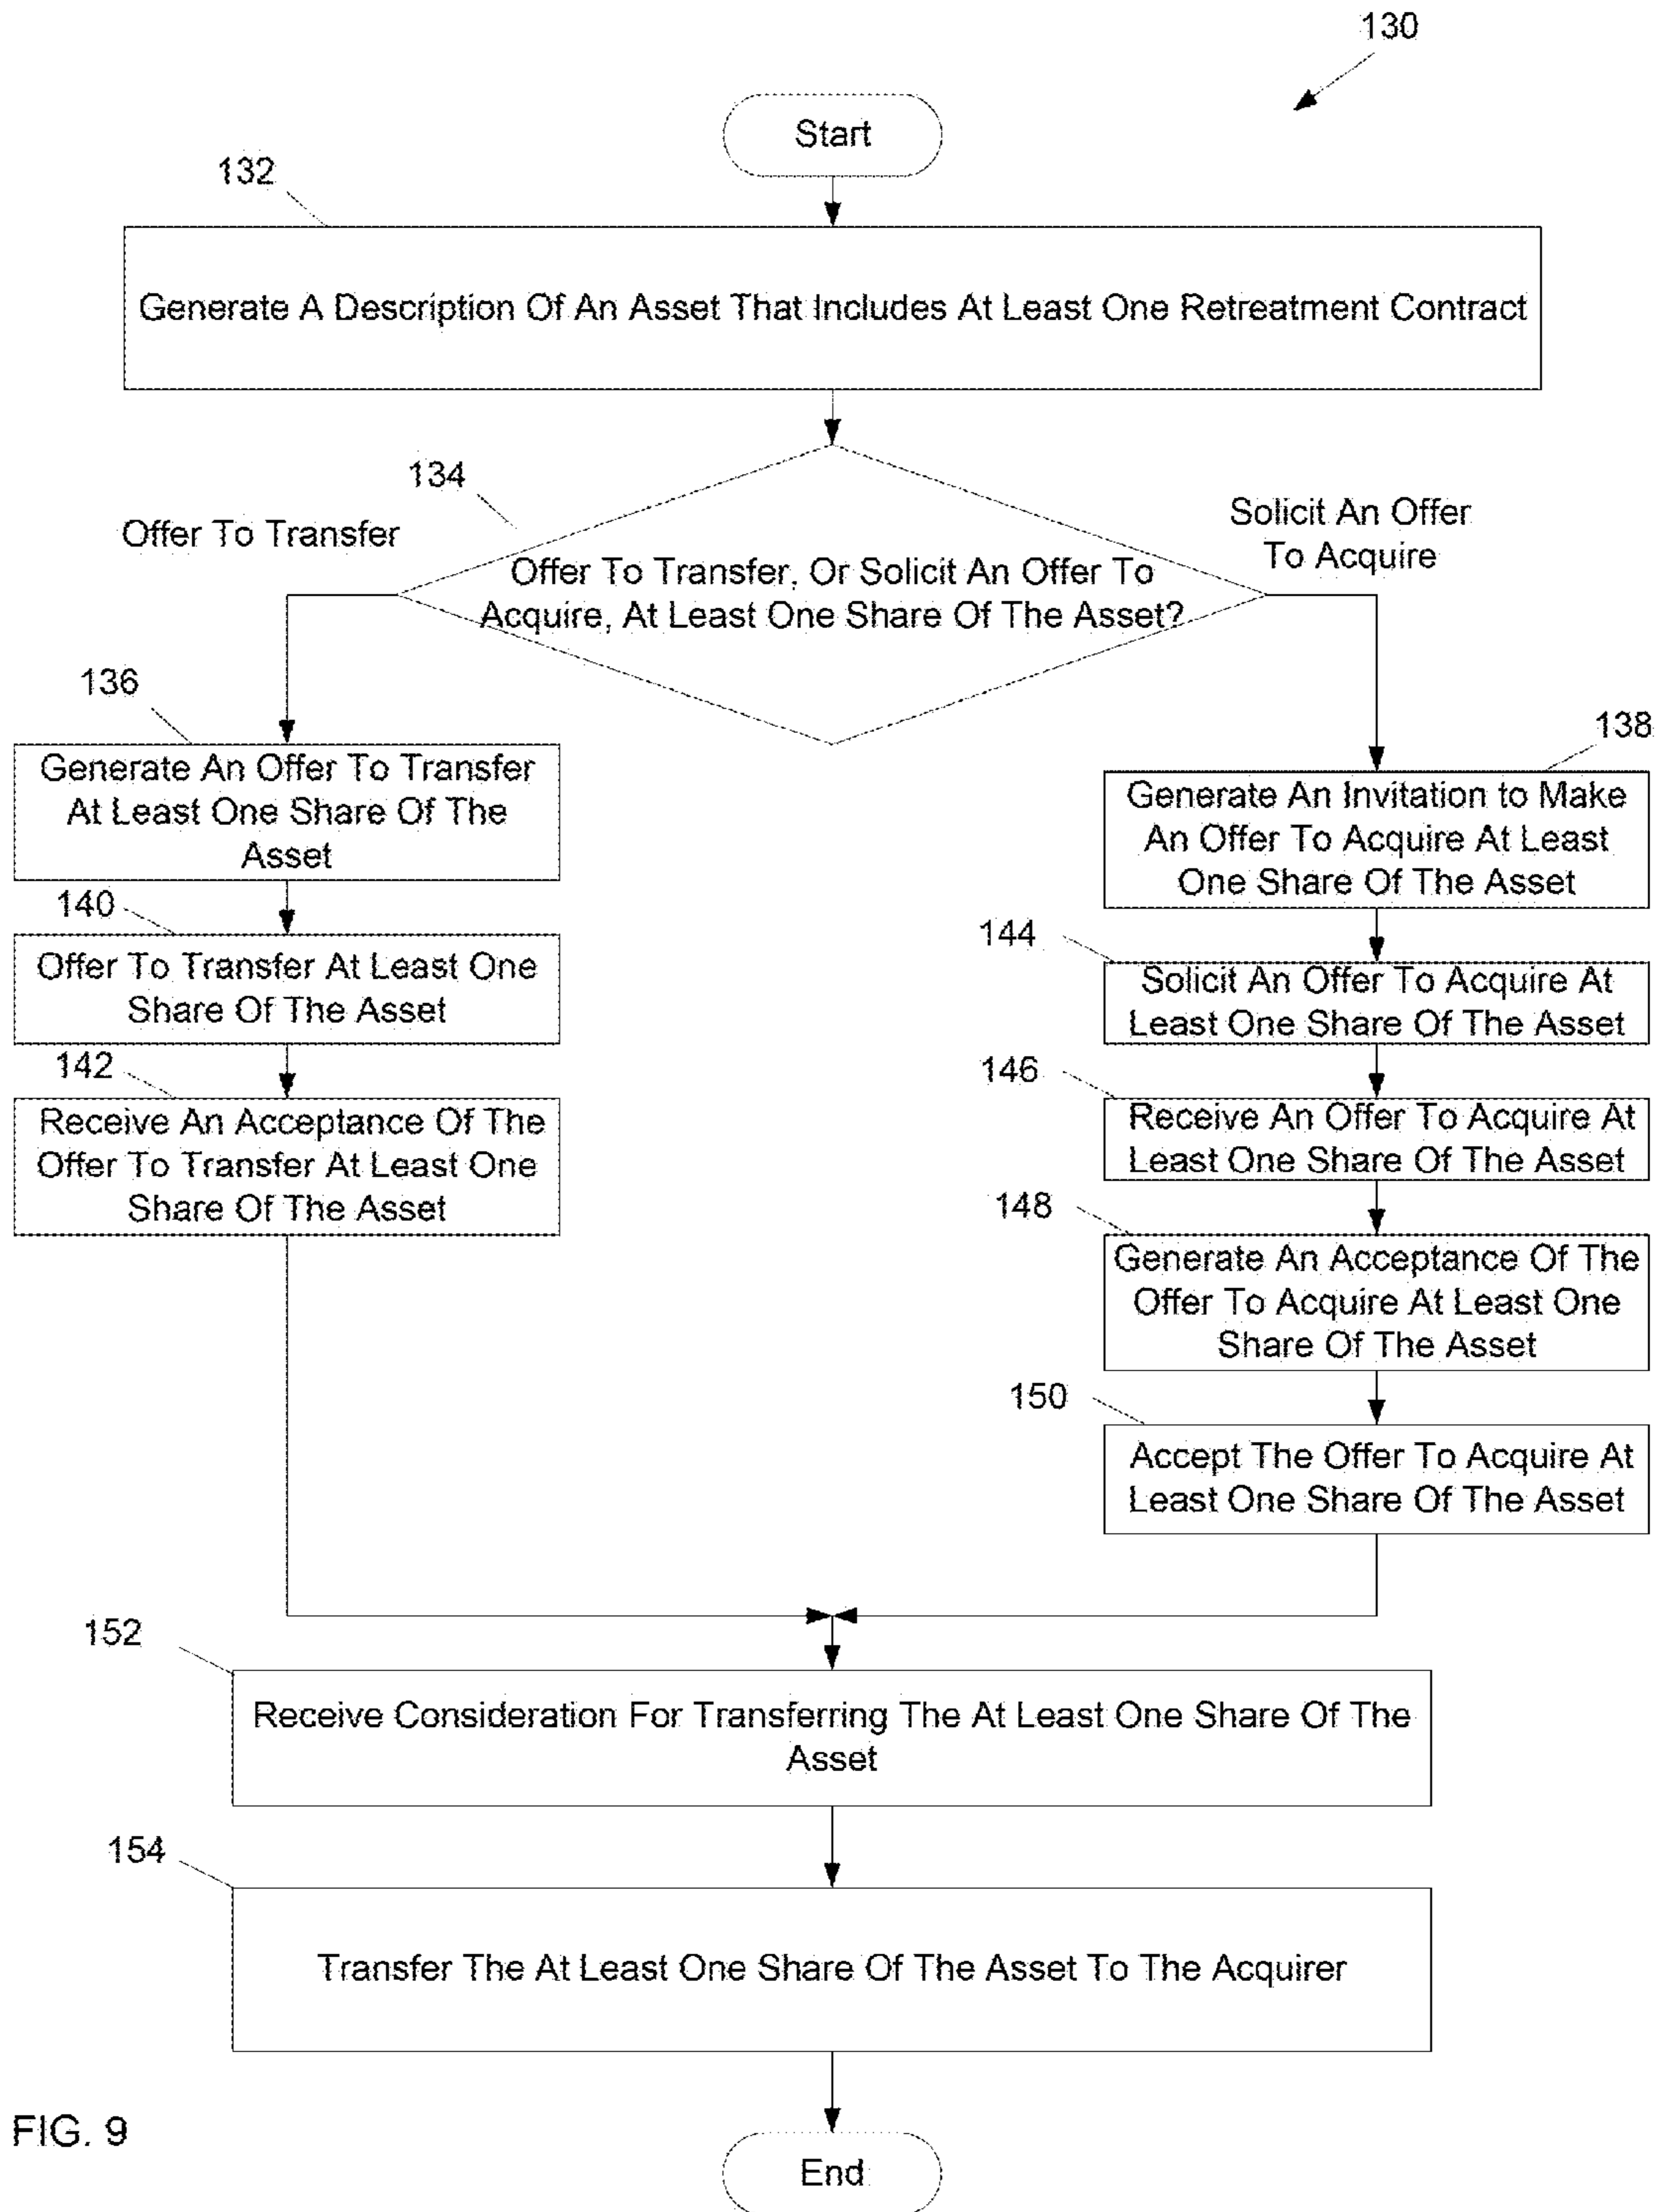 130
Start
132
Generate A Description Of An Asset That Includes At Least One Retreatment Contract
134
Offer To Transfer
Solicit An Offer
To Acquire
Offer To Transfer, Or Solicit An Offer To
Acquire, At Least One Share Of The Asset?
136
Generate An Offer To Transfer
At Least One Share Of The
Asset
140
Offer To Transfer At Least One
Share Of The Asset
142
Receive An Acceptance Of The
Offer To Transfer At Least One
Share Of The Asset
138
Generate An Invitation to Make
An Offer To Acquire At Least
One Share Of The Asset
144
Solicit An Offer To Acquire At
Least One Share Of The Asset
146
Receive An Offer To Acquire At
Least One Share Of The Asset
148
Generate An Acceptance Of The
Offer To Acquire At Least One
Share Of The Asset
150
Accept The Offer To Acquire At
Least One Share Of The Asset
152
Receive Consideration For Transferring The At Least One Share Of The
Asset
154
Transfer The At Least One Share Of The Asset To The Acquirer
FIG. 9
End